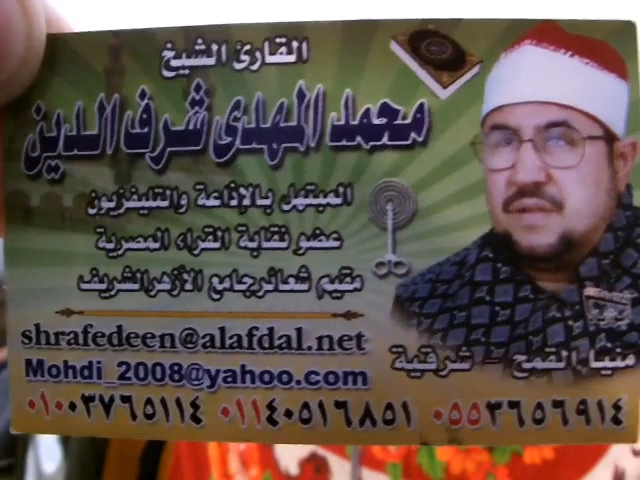 القارئ الشيخ
محمد المهدى شرف الدين
المبتهل بالإذاعة والتليفزيون
عضو نقابة القراء المصرية
مقيم شعائر جامع الأزهر الشريف
shrafedeen@alafdal.net
Mohdi_2008@yahoo.com
منيا القمح - شرقية
٠١٠٠٣٧٦٥١١٤ ٠١١٤٠٥١٦٨٥١ ٠٥٥٣٦٥٦٩١٤